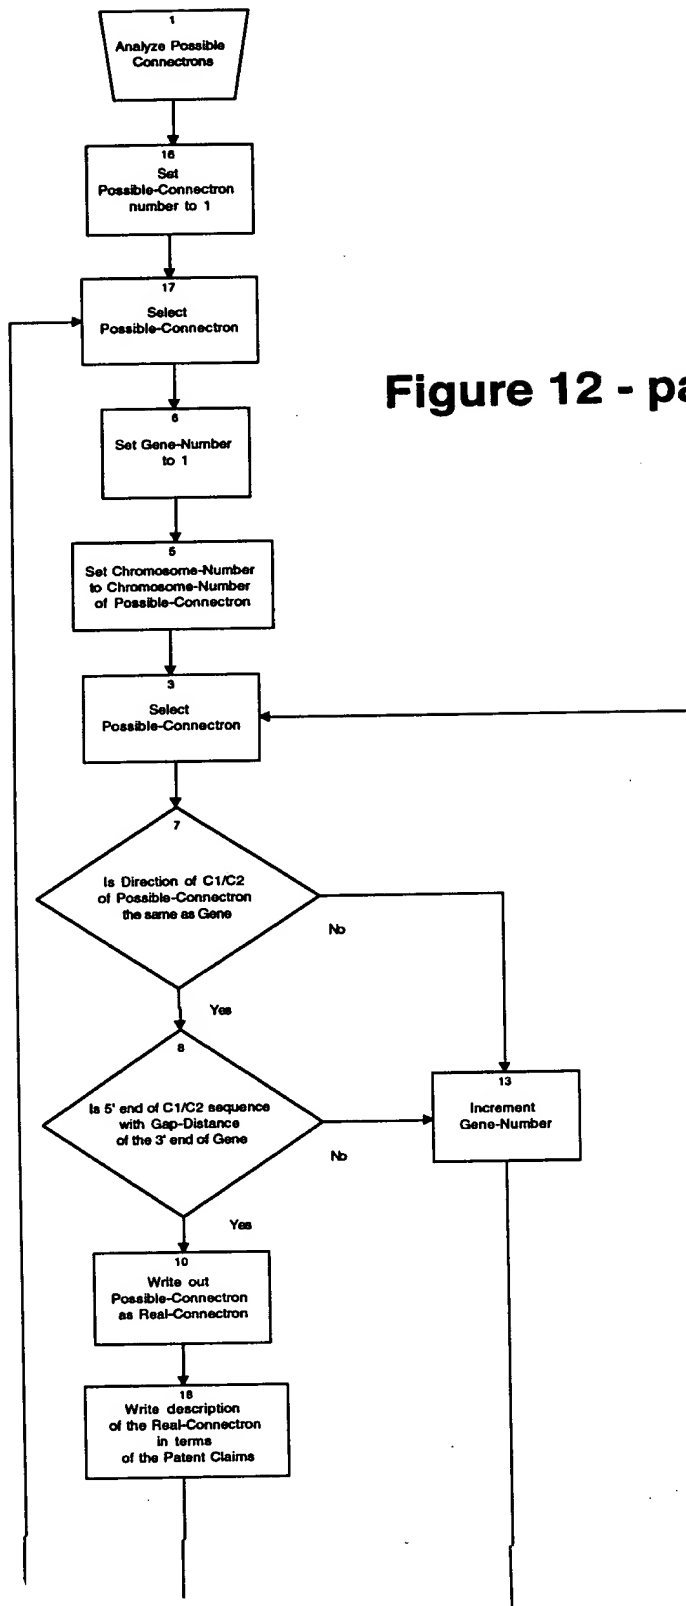 1
Analyze Possible
Connectrons
16
Set
Possible-Connectron
number to 1
17
Select
Possible-Connectron
Figure 12 - pa
6
Set Gene-Number
to 1
5
Set Chromosome-Number
to Chromosome-Number
of Possible-Connectron
3
Select
Possible-Connectron
7
Is Direction of C1/C2
of Possible-Connectron
the same as Gene
No
Yes
8
Is 5' end of C1/C2 sequence
with Gap-Distance
of the 3' end of Gene
No
13
Increment
Gene-Number
Yes
10
Write out
Possible-Connectron
as Real-Connectron
18
Write description
of the Real-Connectron
in terms
of the Patent Claims